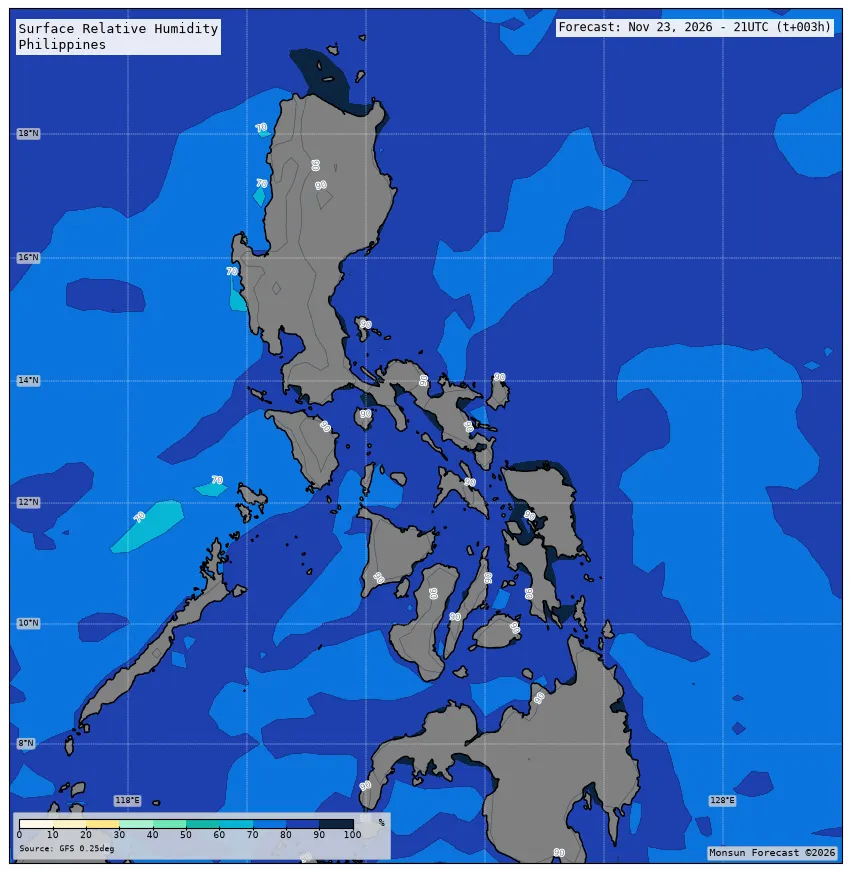 Surface Relative Humidity
Philippines
Forecast: Nov 23, 2026 - 21UTC (t+003h)
70
18°N
90
70
90
16°N
70
90
14°N
90
90
90
90
90
70
90
12°N
70
90
90
90
90
90
10°N
90
90
90
8°N
90
118°E
128°E
90
0 10 20 30 40 50 60 70 80 90 100 %
Source: GFS 0.25deg
Monsun Forecast ©2026